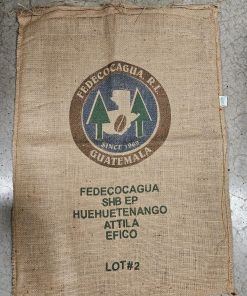 FEDECOCAGUA, R.L.
SINCE 1969
GUATEMALA
FEDECOCAGUA
SHB EP
HUEHUETENANGO
ATTILA
EFICO
LOT#2